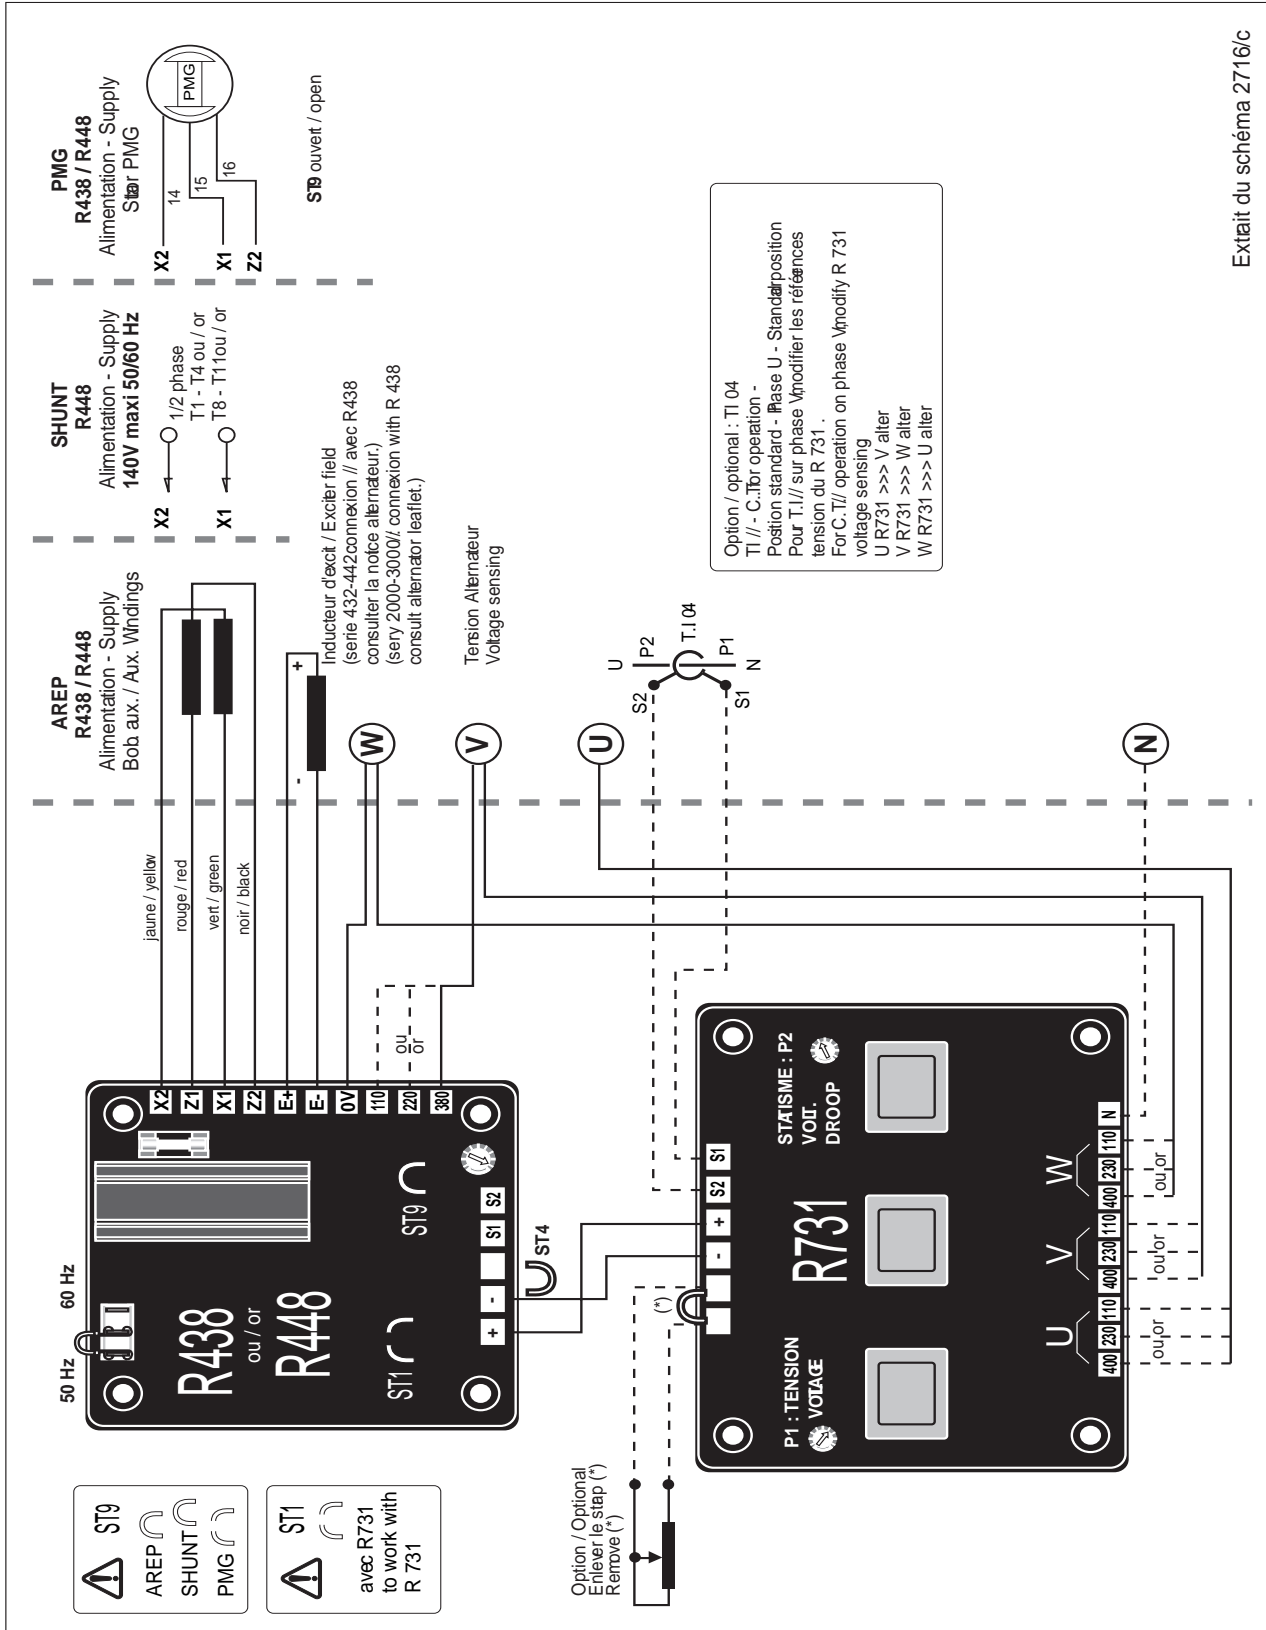 PMG
R438 / R448
Alimentation - Supply
Stator PMG
PMG
14
15
16
X2
X1
Z2
ST9 ouvert / open
SHUNT
R448
Alimentation - Supply
140V maxi 50/60 Hz
X2
X1
1/2 phase
T1 - T4 ou / or
T8 - T11ou / or
AREP
R438 / R448
Alimentation - Supply
Bob. aux. / Aux. Windings
+
-
Inducteur d'excit / Exciter field
(serie 432-442connexion // avec R438
consulter la notice alternateur.)
(sery 2000-3000// connexion with R 438
consult alternator leaflet.)
Tension Alternateur
Voltage sensing
W
V
U
N
jaune / yellow
rouge / red
vert / green
noir / black
ou
or
U
P2
T.I 04
P1
N
S2
S1
Option / optional : TI 04
TI // - C.T.for operation -
Position standard - Phase U - Standard position
Pour T.I // sur phase V,modifier les références
tension du R 731 .
For C.T.// operation on phase V,modify R 731
voltage sensing
U R731 >>> V alter
V R731 >>> W alter
W R731 >>> U alter
Extrait du schéma 2716/c
50 Hz
60 Hz
X2
Z1
X1
Z2
E+
E-
0V
110
220
380
R438
ou / or
R448
ST1
ST9
+
-
S1
S2
ST4
ST9
AREP
SHUNT
PMG
ST1
avec R731
to work with
R 731
Option / Optional
Enlever le strap (*)
Remove (*)
(*)
-
+
S2
S1
P1 : TENSION
VOLTAGE
R731
STATISME : P2
VOLT.
DROOP
U
V
W
400
230
110
400
230
110
400
230
110
N
ou or
ou or
ou or